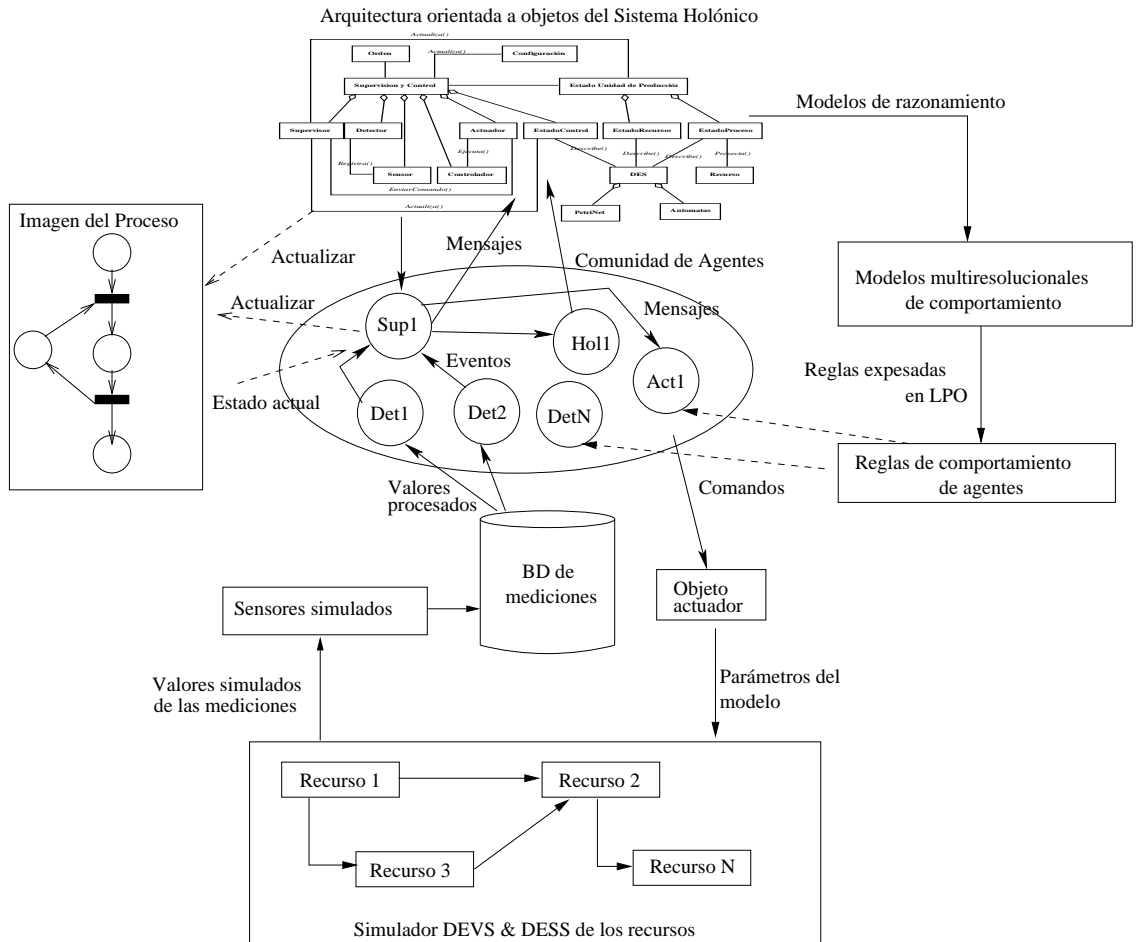 Arquitectura orientada a objetos del Sistema Holónico
Actualiza()
Orden
Actualiza()
Configuración
Supervision y Control
Estado Unidad de Producción
Modelos de razonamiento
Supervisor
Detector
Actuador
EstadoControl
EstadoRecursos
EstadoProceso
Ejecuta()
Describe()
Describe()
Describe()
Proyecta()
Registra()
Sensor
Controlador
DES
Recurso
EnviarComando()
Actualiza()
PetriNet
Automatas
Imagen del Proceso
Actualizar
Mensajes
Comunidad de Agentes
Modelos multiresolucionales
de comportamiento
Actualizar
Sup1
Hol1
Mensajes
Eventos
Act1
Reglas expesadas
en LPO
Estado actual
Det1
Det2
DetN
Reglas de comportamiento
de agentes
Valores
procesados
Comandos
BD de
mediciones
Objeto
actuador
Sensores simulados
Valores simulados
de las mediciones
Parámetros del
modelo
Recurso 1
Recurso 2
Recurso 3
Recurso N
Simulador DEVS & DESS de los recursos